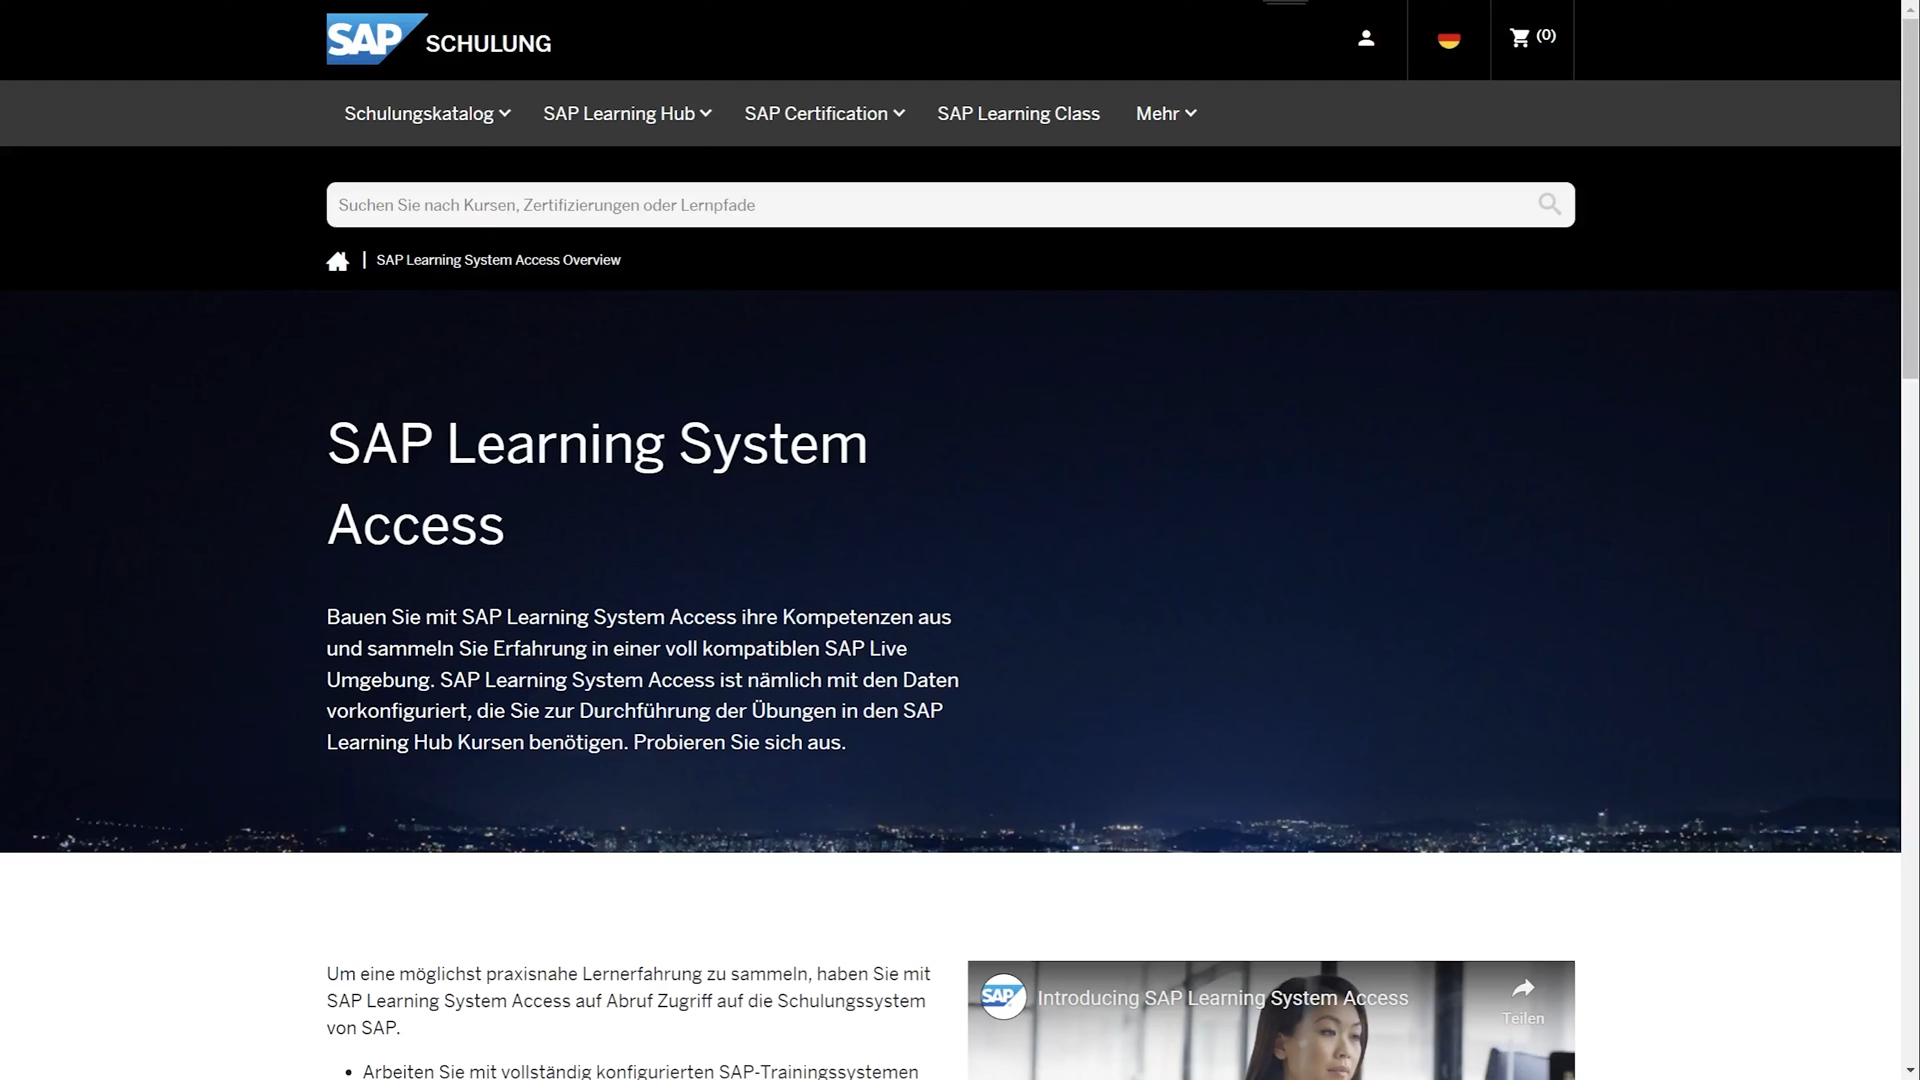 SAP SCHULUNG
(0)
Schulungskatalog
SAP Learning Hub
SAP Certification
SAP Learning Class
Mehr
Suchen Sie nach Kursen, Zertifizierungen oder Lernpfade
SAP Learning System Access Overview
SAP Learning System
Access
Bauen Sie mit SAP Learning System Access ihre Kompetenzen aus
und sammeln Sie Erfahrung in einer voll kompatiblen SAP Live
Umgebung. SAP Learning System Access ist nämlich mit den Daten
vorkonfiguriert, die Sie zur Durchführung der Übungen in den SAP
Learning Hub Kursen benötigen. Probieren Sie sich aus.
Um eine möglichst praxisnahe Lernerfahrung zu sammeln, haben Sie mit
SAP Learning System Access auf Abruf Zugriff auf die Schulungssystem
von SAP.
• Arbeiten Sie mit vollständig konfigurierten SAP-Trainingssystemen
SAP Introducing SAP Learning System Access
Teilen